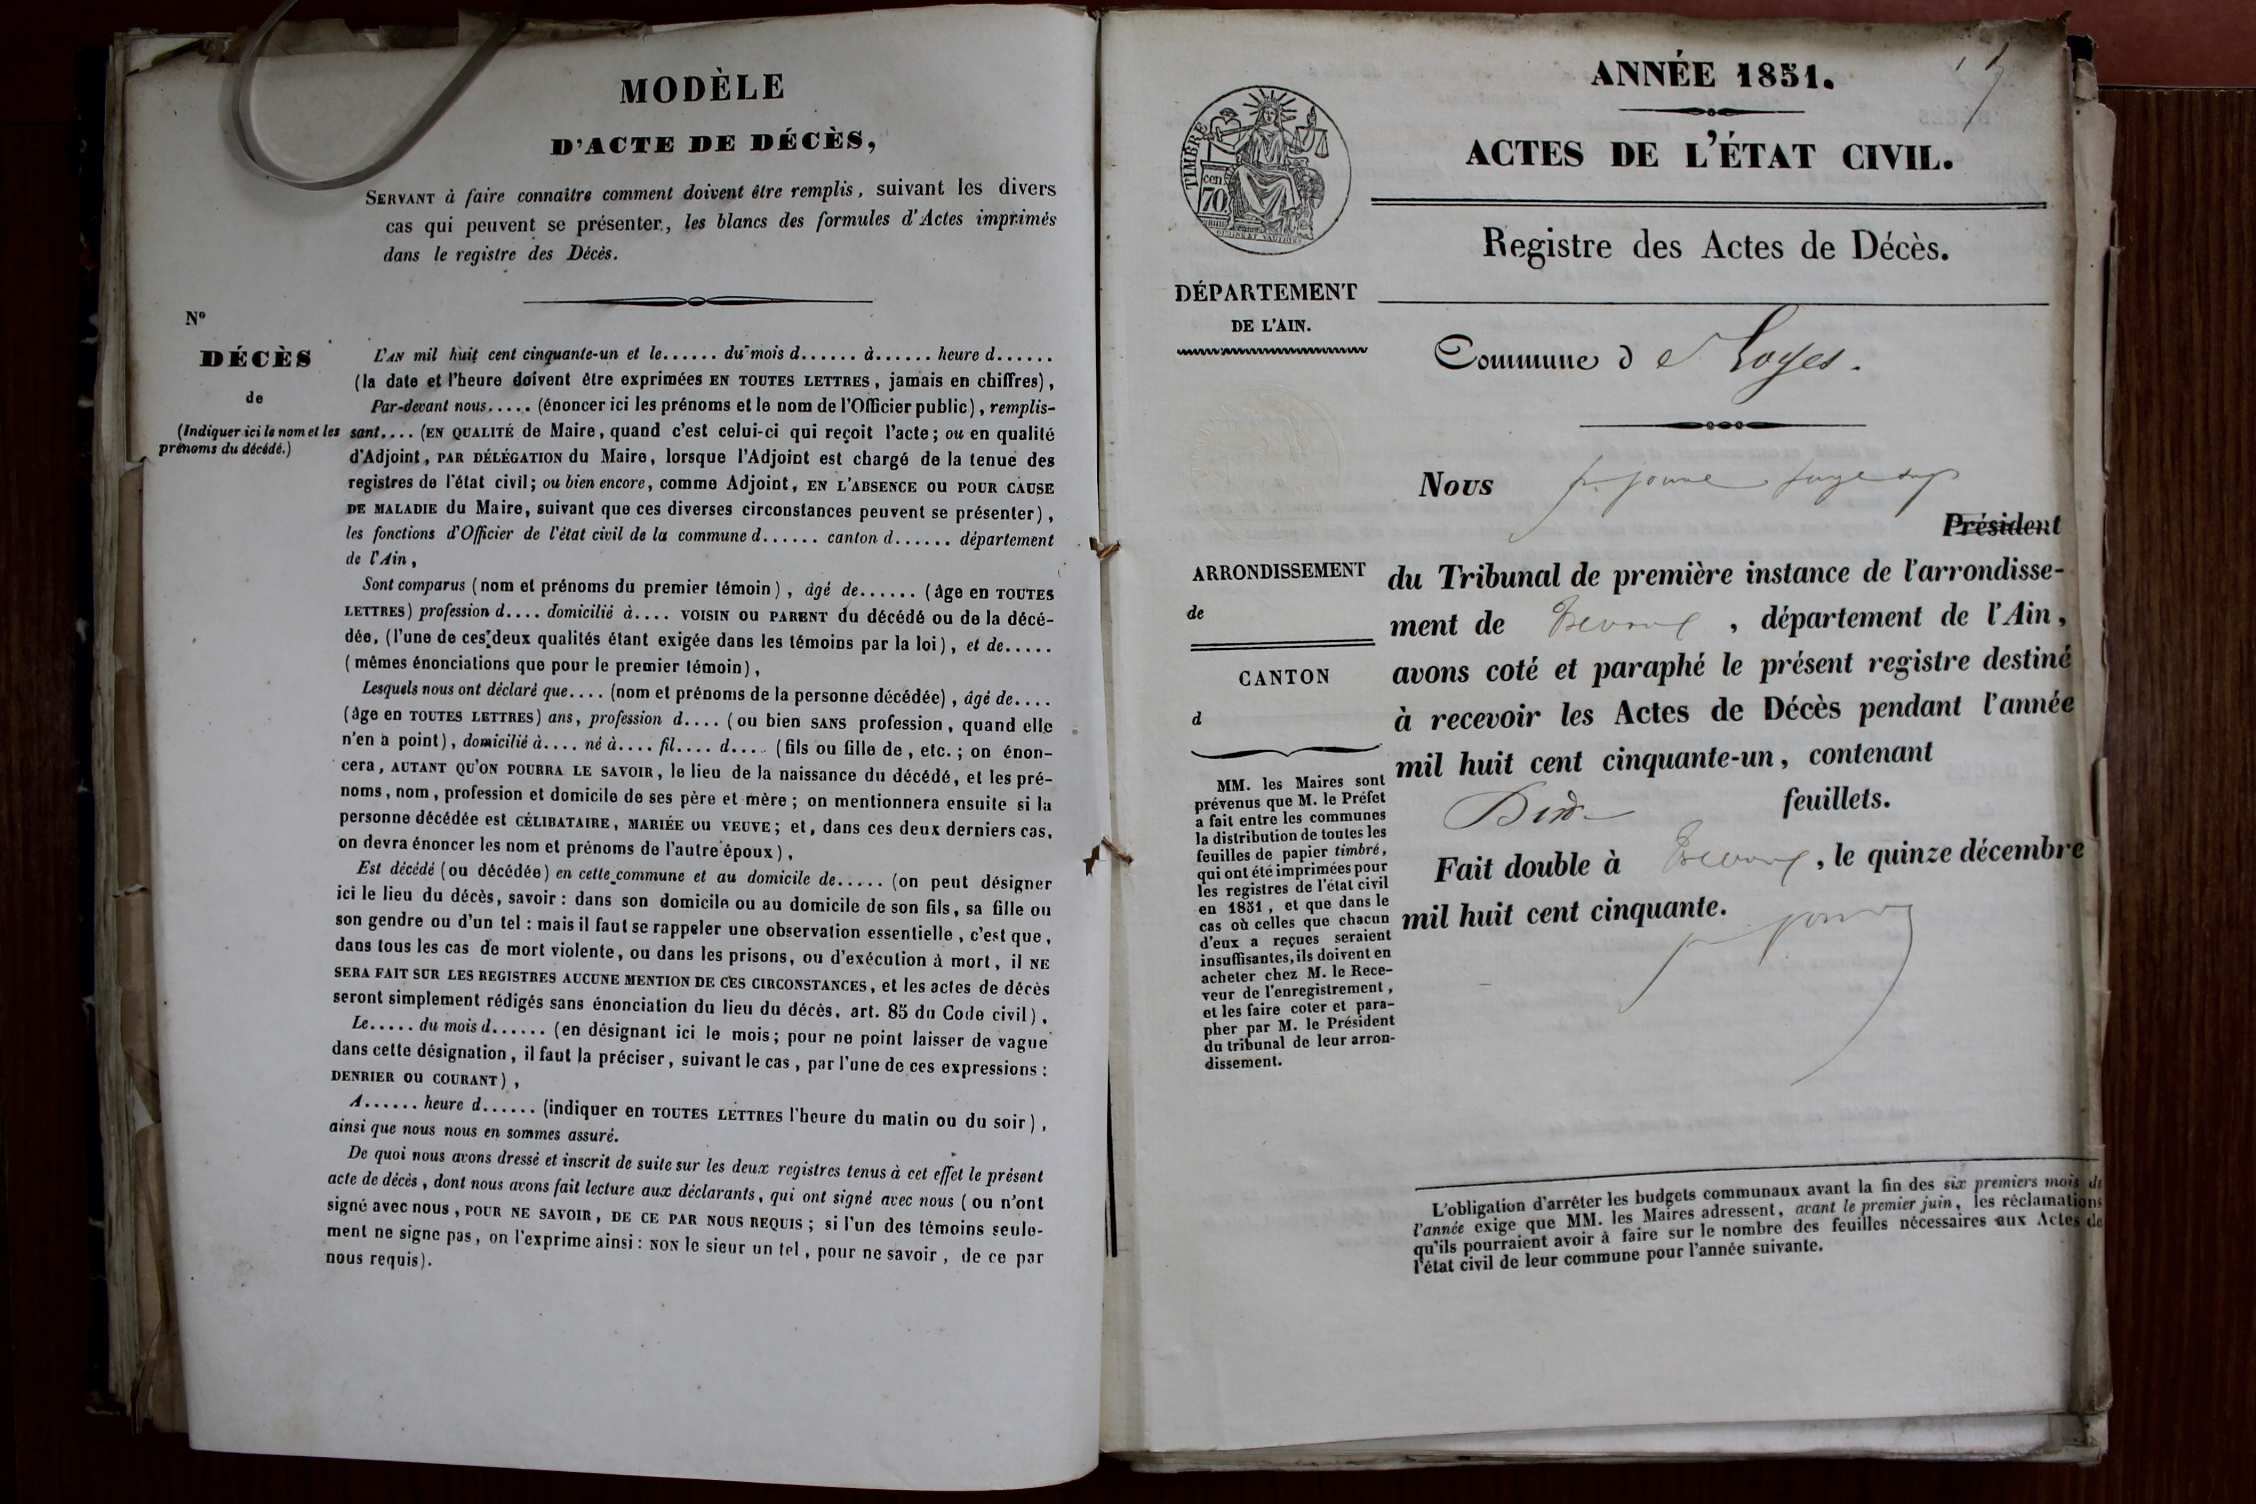 MODÈLE
D'ACTE DE DÉCÈS,
SERVANT à faire connaître comment doivent être remplis, suivant les divers
cas qui peuvent se présenter, les blancs des formules d'Actes imprimés
dans le registre des Décès.
No
DÉCÈS
de
(Indiquer ici le nom et les
prénoms du décédé.)
L'AN mil huit cent cinquante-un et le...... du mois d...... à...... heure d......
(la date et l'heure doivent être exprimées EN TOUTES LETTRES, jamais en chiffres),
Par-devant nous..... (énoncer ici les prénoms et le nom de l'Officier public), remplis-
sant.... (EN QUALITÉ de Maire, quand c'est celui-ci qui reçoit l'acte; ou en qualité
d'Adjoint, PAR DÉLÉGATION du Maire, lorsque l'Adjoint est chargé de la tenue des
registres de l'état civil; ou bien encore, comme Adjoint, EN L'ABSENCE OU POUR CAUSE
DE MALADIE du Maire, suivant que ces diverses circonstances peuvent se présenter),
les fonctions d'Officier de l'état civil de la commune d...... canton d...... département
de l'Ain,
Sont comparus (nom et prénoms du premier témoin), âgé de...... (âge en TOUTES
LETTRES) profession d.... domicilié à.... VOISIN OU PARENT du décédé ou de la décé-
dée, (l'une de ces deux qualités étant exigée dans les témoins par la loi), et de.....
(mêmes énonciations que pour le premier témoin),
Lesquels nous ont déclaré que.... (nom et prénoms de la personne décédée), âgé de....
(âge en TOUTES LETTRES) ans, profession d.... (ou bien SANS profession, quand elle
n'en a point), domicilié à.... né à.... fil.... d.... (fils ou fille de, etc.; on énon-
cera, AUTANT QU'ON POURRA LE SAVOIR, le lieu de la naissance du décédé, et les pré-
noms, nom, profession et domicile de ses père et mère; on mentionnera ensuite si la
personne décédée est CÉLIBATAIRE, MARIÉE OU VEUVE; et, dans ces deux derniers cas,
on devra énoncer les nom et prénoms de l'autre époux),
Est décédé (ou décédée) en cette commune et au domicile de..... (on peut désigner
ici le lieu du décès, savoir: dans son domicile ou au domicile de son fils, sa fille ou
son gendre ou d'un tel: mais il faut se rappeler une observation essentielle, c'est que,
dans tous les cas de mort violente, ou dans les prisons, ou d'exécution à mort, il NE
SERA FAIT SUR LES REGISTRES AUCUNE MENTION DE CES CIRCONSTANCES, et les actes de décès
seront simplement rédigés sans énonciation du lieu du décès, art. 85 du Code civil).
Le..... du mois d...... (en désignant ici le mois; pour ne point laisser de vague
dans cette désignation, il faut la préciser, suivant le cas, par l'une de ces expressions:
DENRIER OU COURANT),
A...... heure d...... (indiquer en TOUTES LETTRES l'heure du matin ou du soir),
ainsi que nous nous en sommes assuré.
De quoi nous avons dressé et inscrit de suite sur les deux registres tenus à cet effet le présent
acte de décès, dont nous avons fait lecture aux déclarants, qui ont signé avec nous (ou n'ont
signé avec nous, POUR NE SAVOIR, DE CE PAR NOUS REQUIS; si l'un des témoins seule-
ment ne signe pas, on l'exprime ainsi: NON le sieur un tel, pour ne savoir, de ce par
nous requis).
ANNÉE 1851.
ACTES DE L'ÉTAT CIVIL.
TIMBRE
cen
70
Registre des Actes de Décès.
DÉPARTEMENT
DE L'AIN.
Commune d e Loyes.
Nous
Président
ARRONDISSEMENT
de
CANTON
d
du Tribunal de première instance de l'arrondisse-
ment de Trevoux, département de l'Ain,
avons coté et paraphé le présent registre destiné
à recevoir les Actes de Décès pendant l'année
mil huit cent cinquante-un, contenant
feuillets.
Fait double à Trevoux, le quinze décembre
mil huit cent cinquante.
MM. les Maires sont
prévenus que M. le Préfet
a fait entre les communes
la distribution de toutes les
feuilles de papier timbré,
qui ont été imprimées pour
les registres de l'état civil
en 1851, et que dans le
cas où celles que chacun
d'eux a reçues seraient
insuffisantes, ils doivent en
acheter chez M. le Rece-
veur de l'enregistrement,
et les faire coter et para-
pher par M. le Président
du tribunal de leur arron-
dissement.
L'obligation d'arrêter les budgets communaux avant la fin des six premiers mois de
l'année exige que MM. les Maires adressent, avant le premier juin, les réclamations
qu'ils pourraient avoir à faire sur le nombre des feuilles nécessaires aux Actes de
l'état civil de leur commune pour l'année suivante.